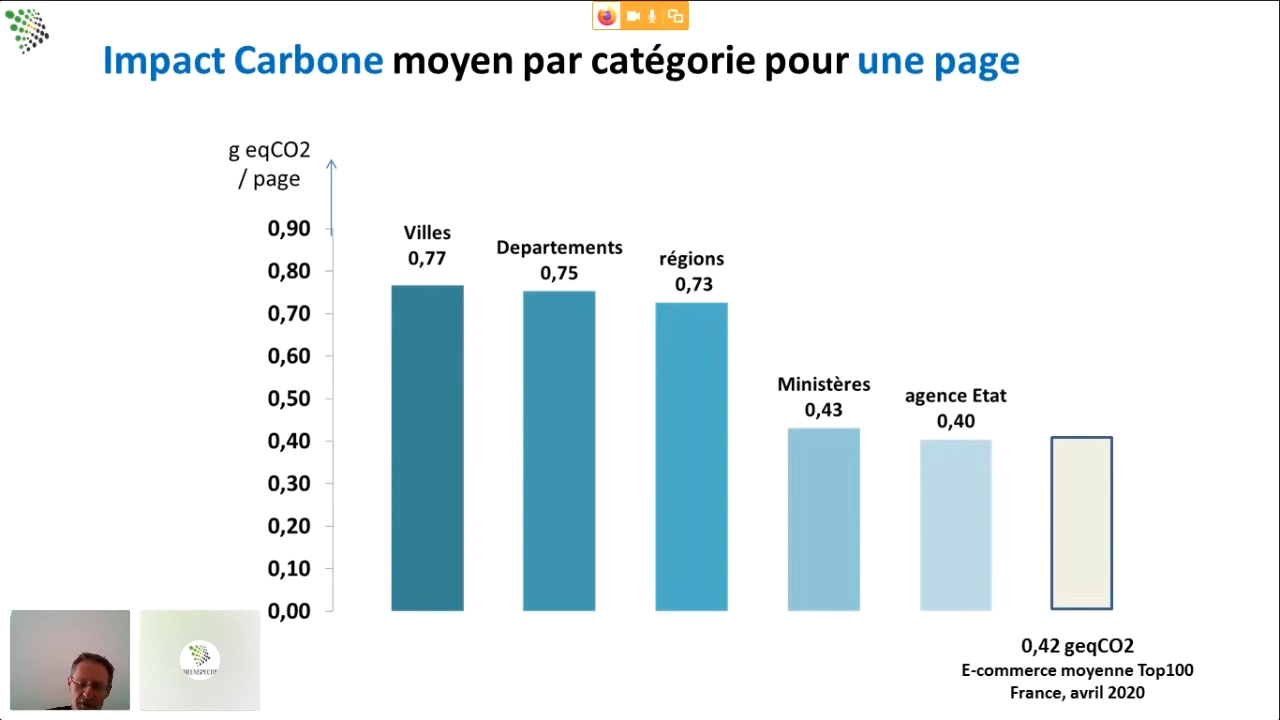 Impact Carbone moyen par catégorie pour une page
g eqCO2
/ page
0,90
0,80
0,70
0,60
0,50
0,40
0,30
0,20
0,10
0,00
Villes
0,77
Departements
0,75
régions
0,73
Ministères
0,43
agence Etat
0,40
0,42 geqCO2
E-commerce moyenne Top100
France, avril 2020